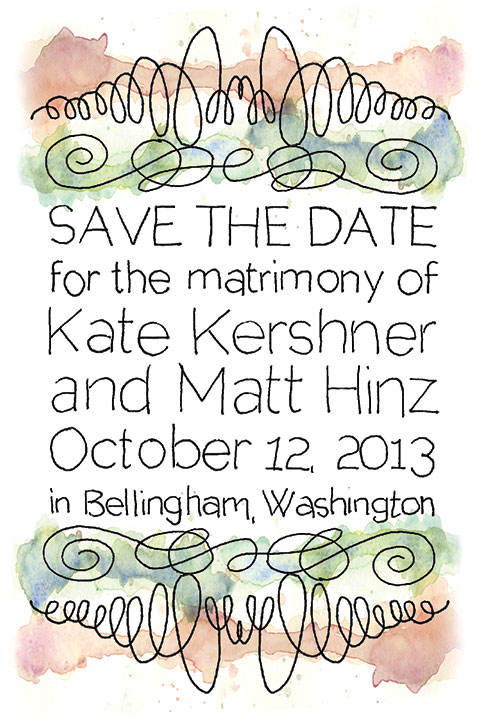 SAVE THE DATE
for the matrimony of
Kate Kershner
and Matt Hinz
October 12, 2013
in Bellingham, Washington